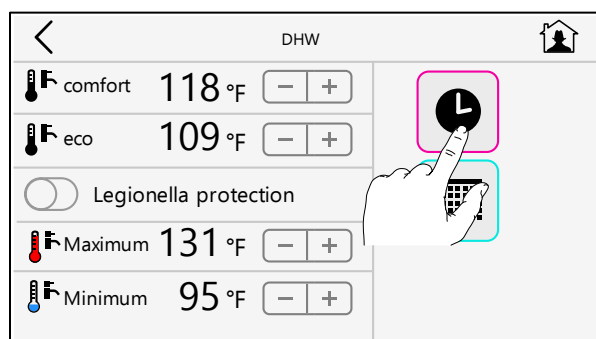 DHW
comfort 118 °F − +
eco 109 °F − +
Legionella protection
Maximum 131 °F − +
Minimum 95 °F − +